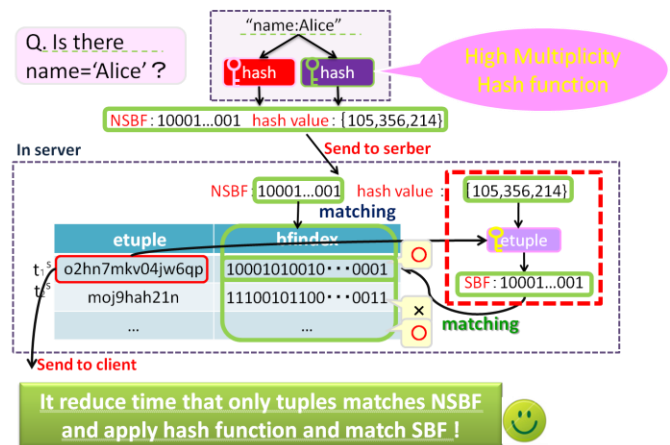 "name:Alice"
Q. Is there
name='Alice' ?
hash
hash
High Multiplicity
Hash function
NSBF : 10001...001 hash value : {105,356,214}
Send to serber
In server
NSBF : 10001...001 hash value : [105,356,214}
matching
etuple
hfindex
etuple
t₁ˢ
o2hn7mkv04jw6qp
10001010010···0001
○
t₂ˢ
moj9hah21n
11100101100···0011
×
SBF : 10001...001
...
...
○
matching
Send to client
It reduce time that only tuples matches NSBF
and apply hash function and match SBF !